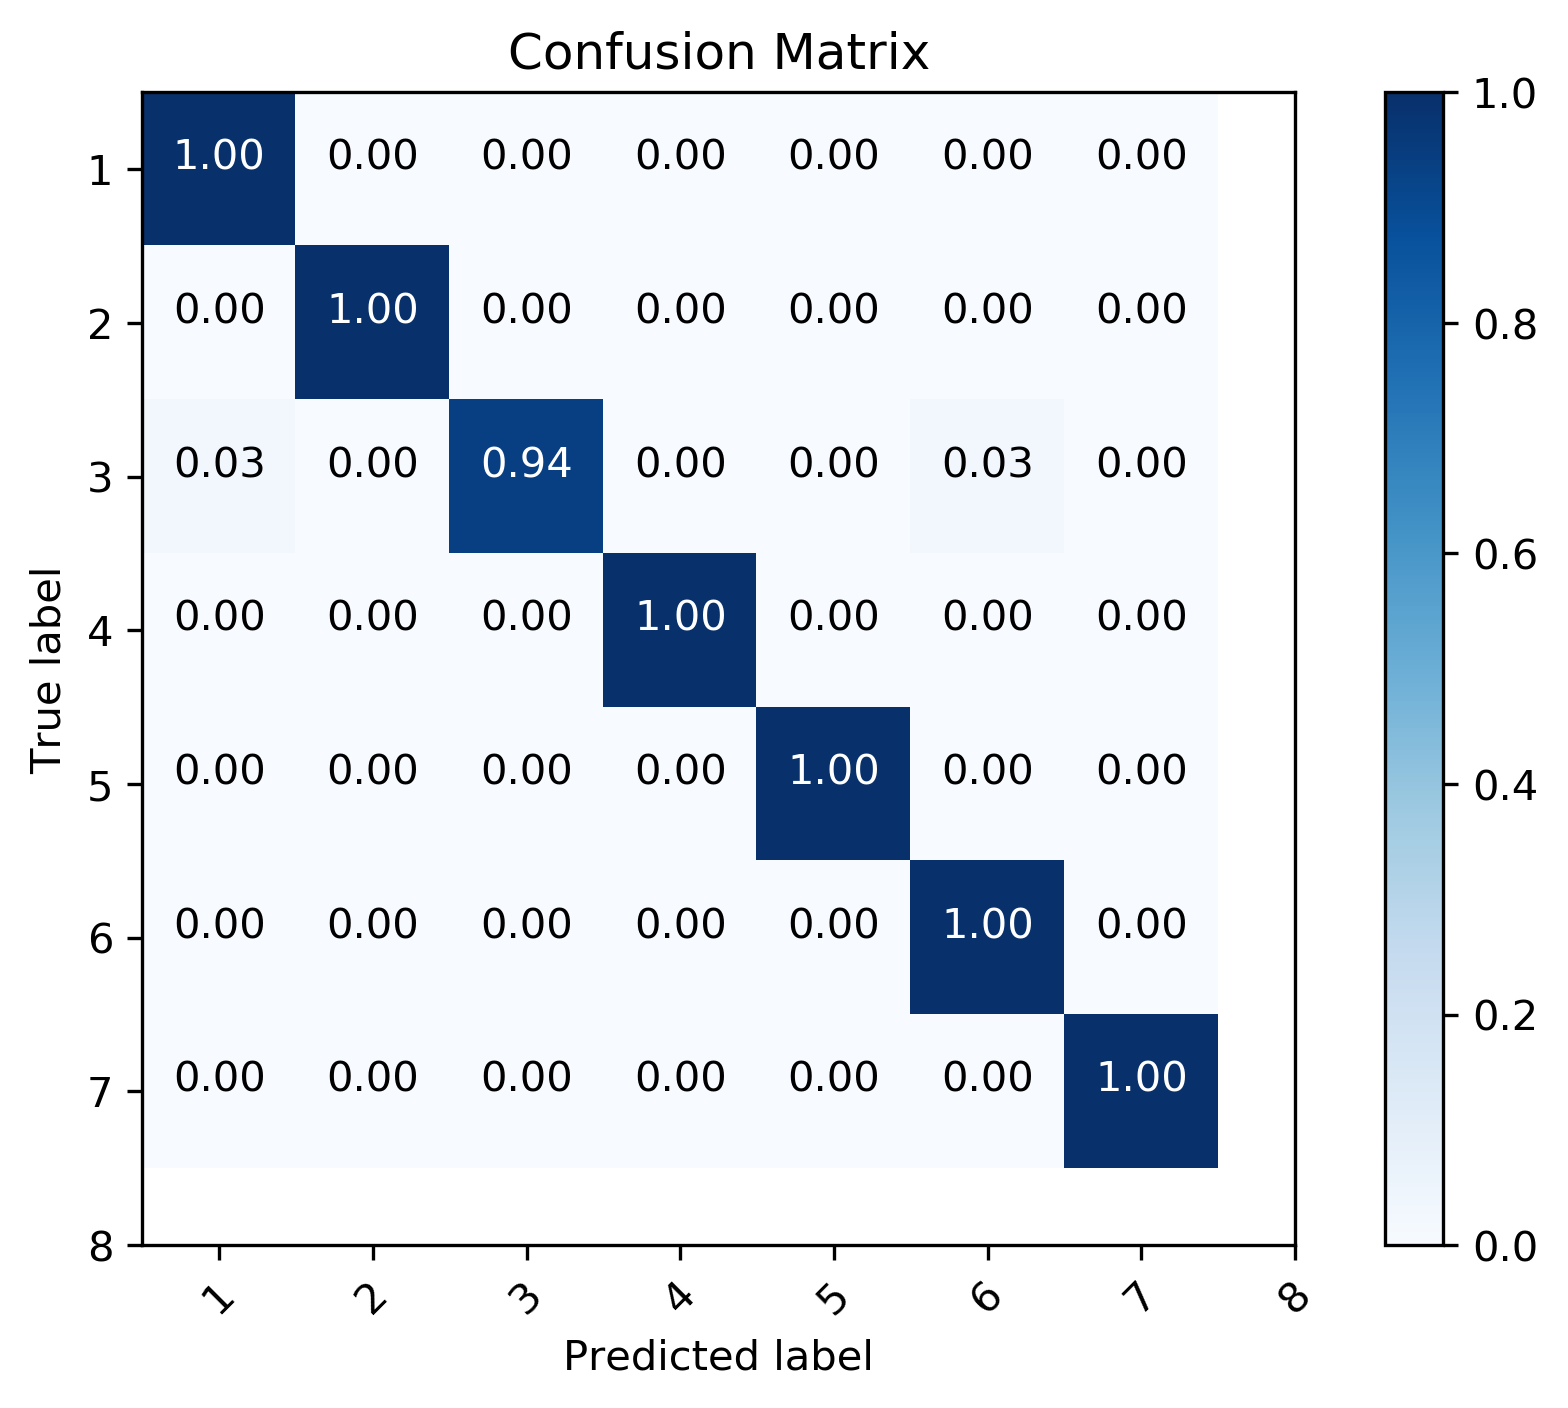 Confusion Matrix
1 1.00 0.00 0.00 0.00 0.00 0.00 0.00
2 0.00 1.00 0.00 0.00 0.00 0.00 0.00
3 0.03 0.00 0.94 0.00 0.00 0.03 0.00
4 0.00 0.00 0.00 1.00 0.00 0.00 0.00
5 0.00 0.00 0.00 0.00 1.00 0.00 0.00
6 0.00 0.00 0.00 0.00 0.00 1.00 0.00
7 0.00 0.00 0.00 0.00 0.00 0.00 1.00
8
True label
1 2 3 4 5 6 7 8
Predicted label
1.0
0.8
0.6
0.4
0.2
0.0